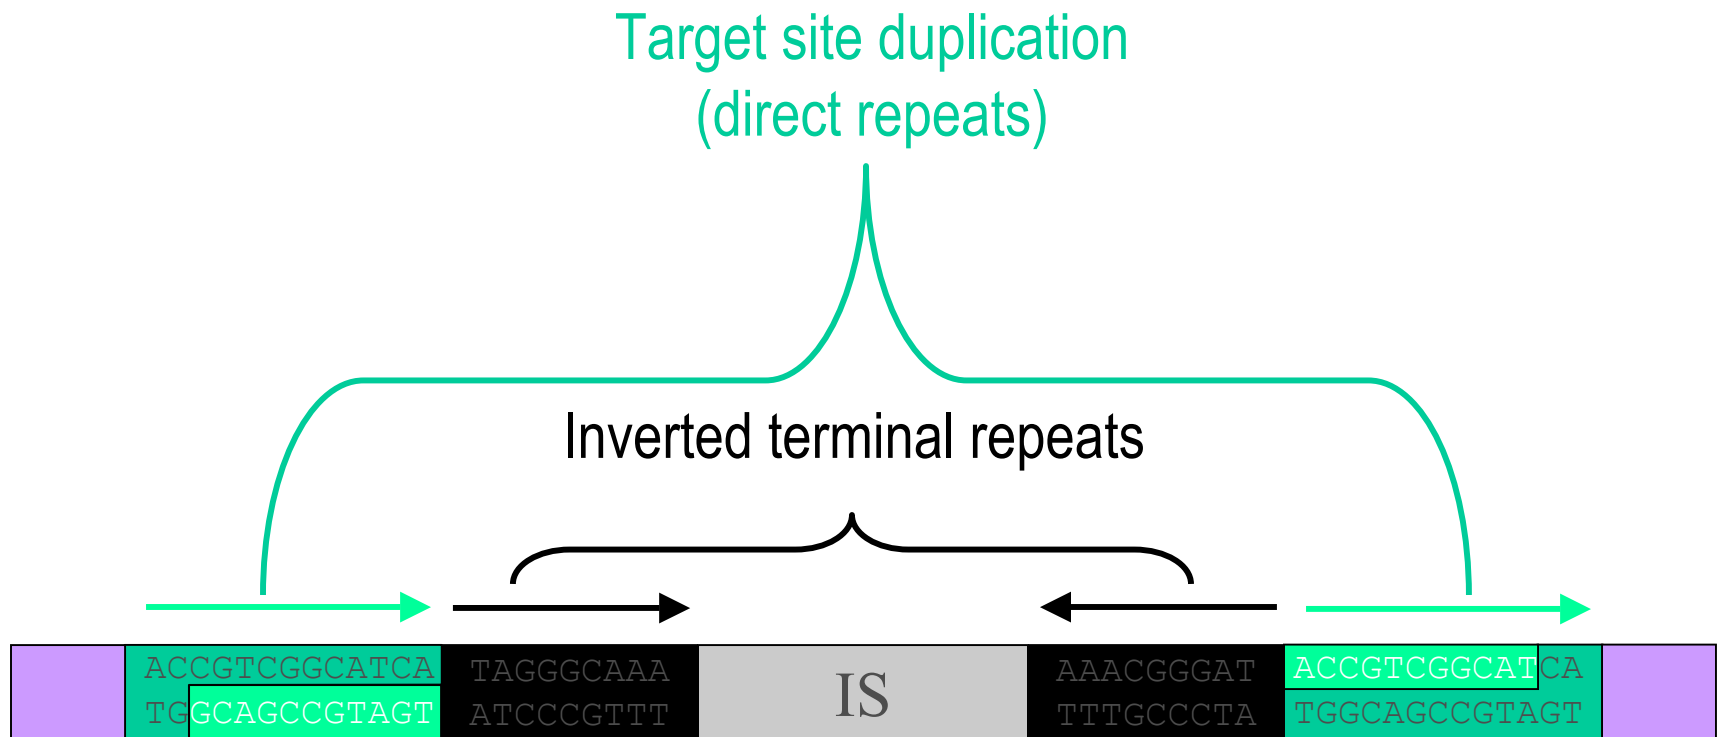 Target site duplication
(direct repeats)
Inverted terminal repeats
ACCGTCGGCATCA TAGGGCAAA IS AAACGGGAT ACCGTCGGCATCA
TGGCAGCCGTAGT ATCCCGTTT TTTGCCCTA TGGCAGCCGTAGT